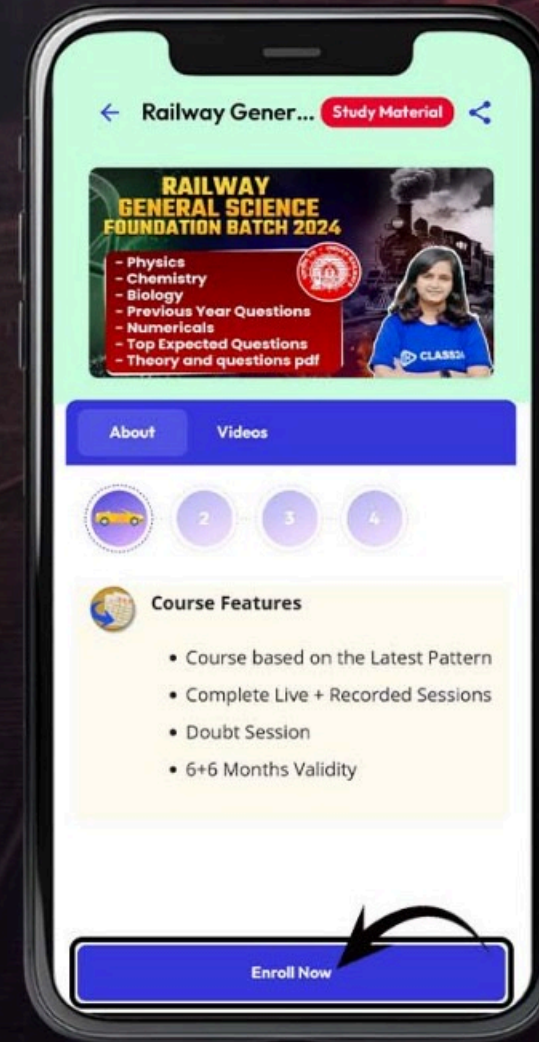 Railway Gener... Study Material
RAILWAY
GENERAL SCIENCE
FOUNDATION BATCH 2024
- Physics
- Chemistry
- Biology
- Previous Year Questions
- Numericals
- Top Expected Questions
- Theory and questions pdf
CLASS24
About Videos
2 3 4
Course Features
• Course based on the Latest Pattern
• Complete Live + Recorded Sessions
• Doubt Session
• 6+6 Months Validity
Enroll Now